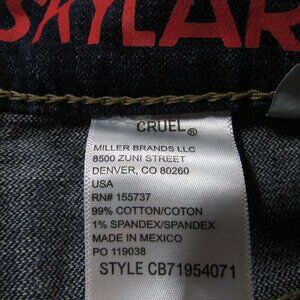 SKYLAR
CRUEL®
MILLER BRANDS LLC
8500 ZUNI STREET
DENVER, CO 80260
USA
RN# 155737
99% COTTON/COTON
1% SPANDEX/SPANDEX
MADE IN MEXICO
PO 119038
STYLE CB71954071